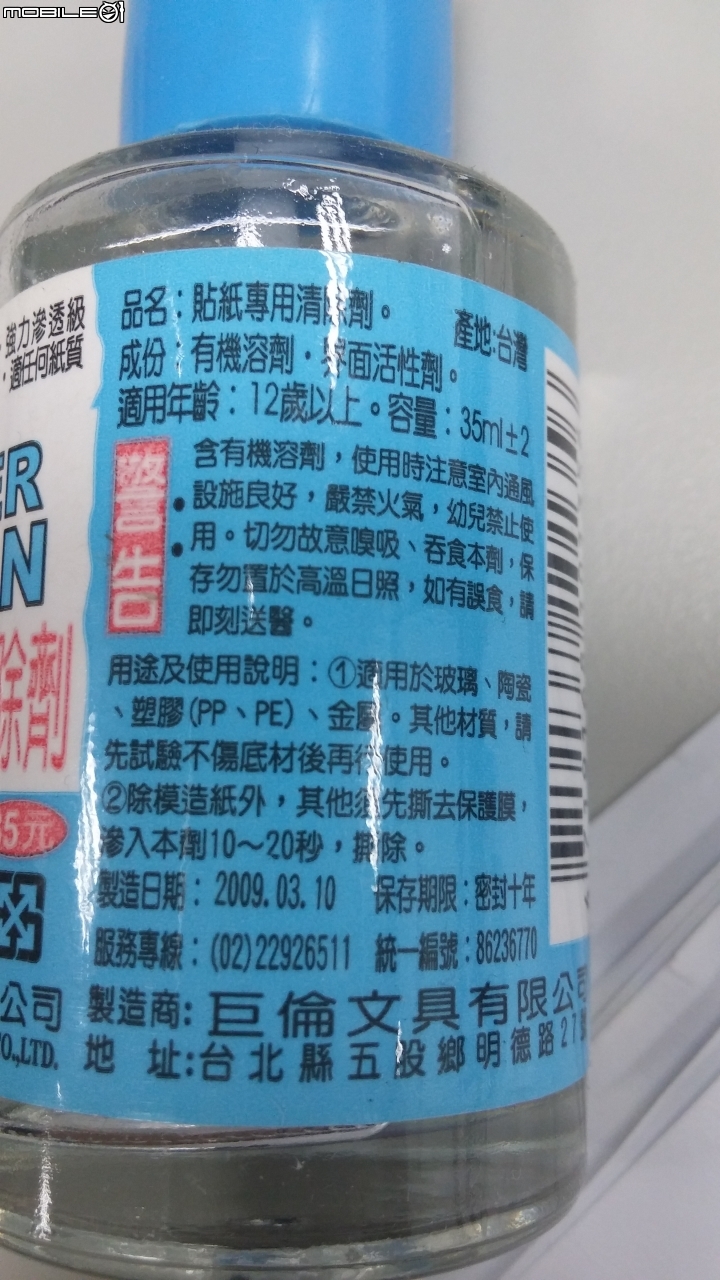 MOBILE01
強力滲透級
適任何紙質
ER
N
除劑
5元
公司
CO.,LTD.
品名：貼紙專用清除劑。
產地：台灣
成份：有機溶劑．界面活性劑。
適用年齡：12歲以上。容量：35ml±2
警告
含有機溶劑，使用時注意室內通風
設施良好，嚴禁火氣，幼兒禁止使
用。切勿故意嗅吸、吞食本劑，保
存勿置於高溫日照，如有誤食，請
即刻送醫。
用途及使用說明：①適用於玻璃、陶瓷
、塑膠(PP、PE)、金屬。其他材質，請
先試驗不傷底材後再行使用。
②除模造紙外，其他須先撕去保護膜，
滲入本劑10～20秒，擦除。
製造日期：2009.03.10 保存期限：密封十年
服務專線：(02)22926511 統一編號：86236770
製造商：巨倫文具有限公司
地 址：台北縣五股鄉明德路27號